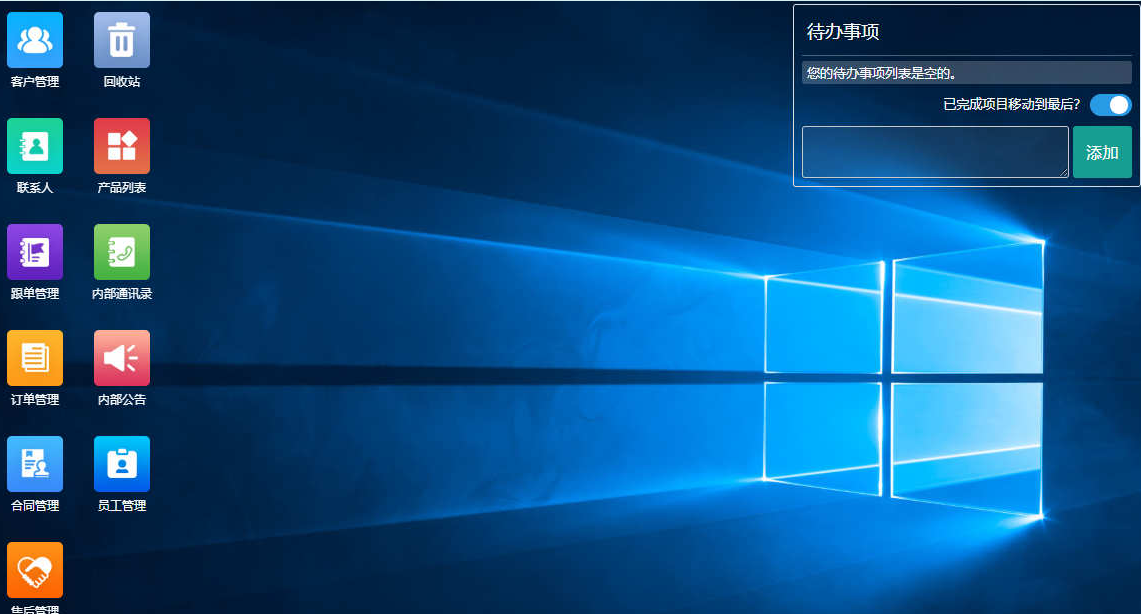 客户管理
回收站
联系人
产品列表
跟单管理
内部通讯录
订单管理
内部公告
合同管理
员工管理
售后管理
待办事项
您的待办事项列表是空的。
已完成项目移动到最后?
添加